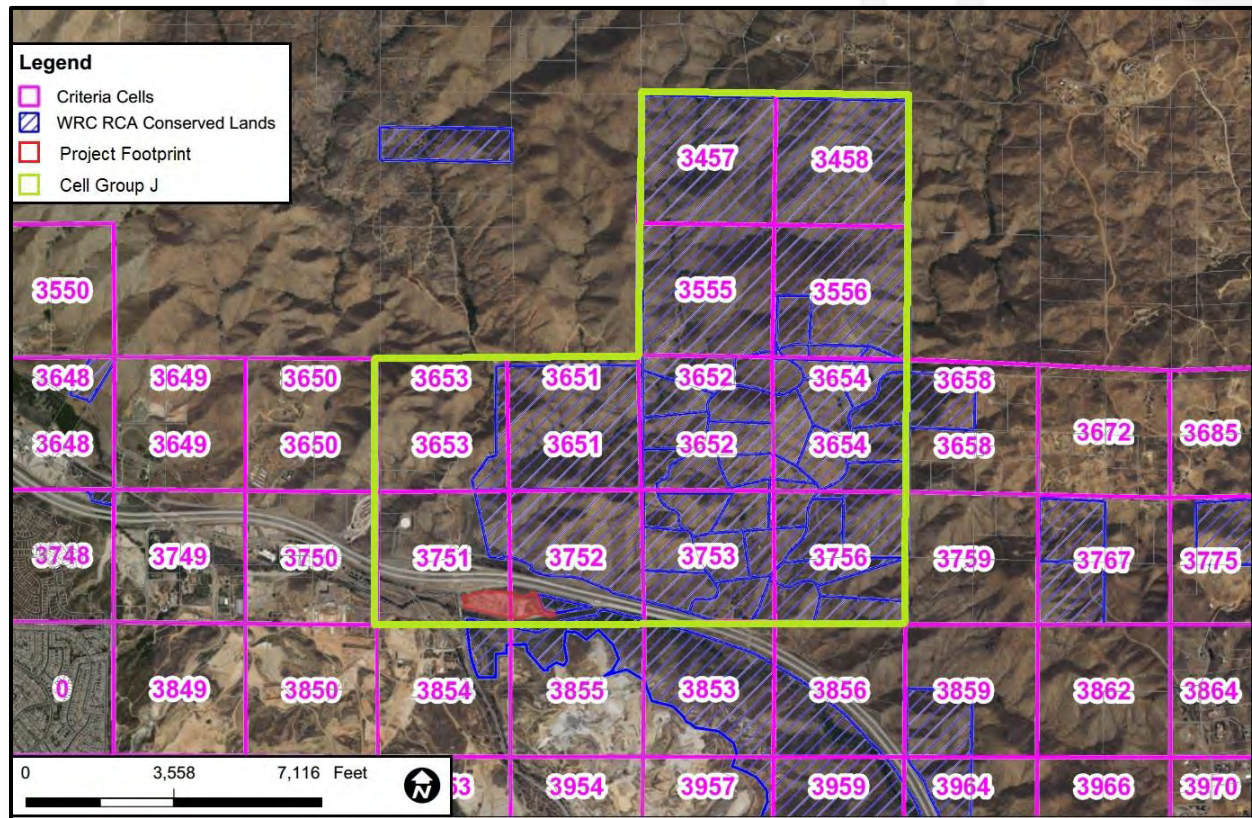 Legend
Criteria Cells
WRC RCA Conserved Lands
Project Footprint
Cell Group J
3457 3458
3550 3555 3556
3648 3649 3650 3653 3651 3652 3654 3658
3648 3649 3650 3653 3651 3652 3654 3658 3672 3685
3748 3749 3750 3751 3752 3753 3756 3759 3767 3775
0 3849 3850 3854 3855 3853 3856 3859 3862 3864
0 3,558 7,116 Feet
N
53 3954 3957 3959 3964 3966 3970